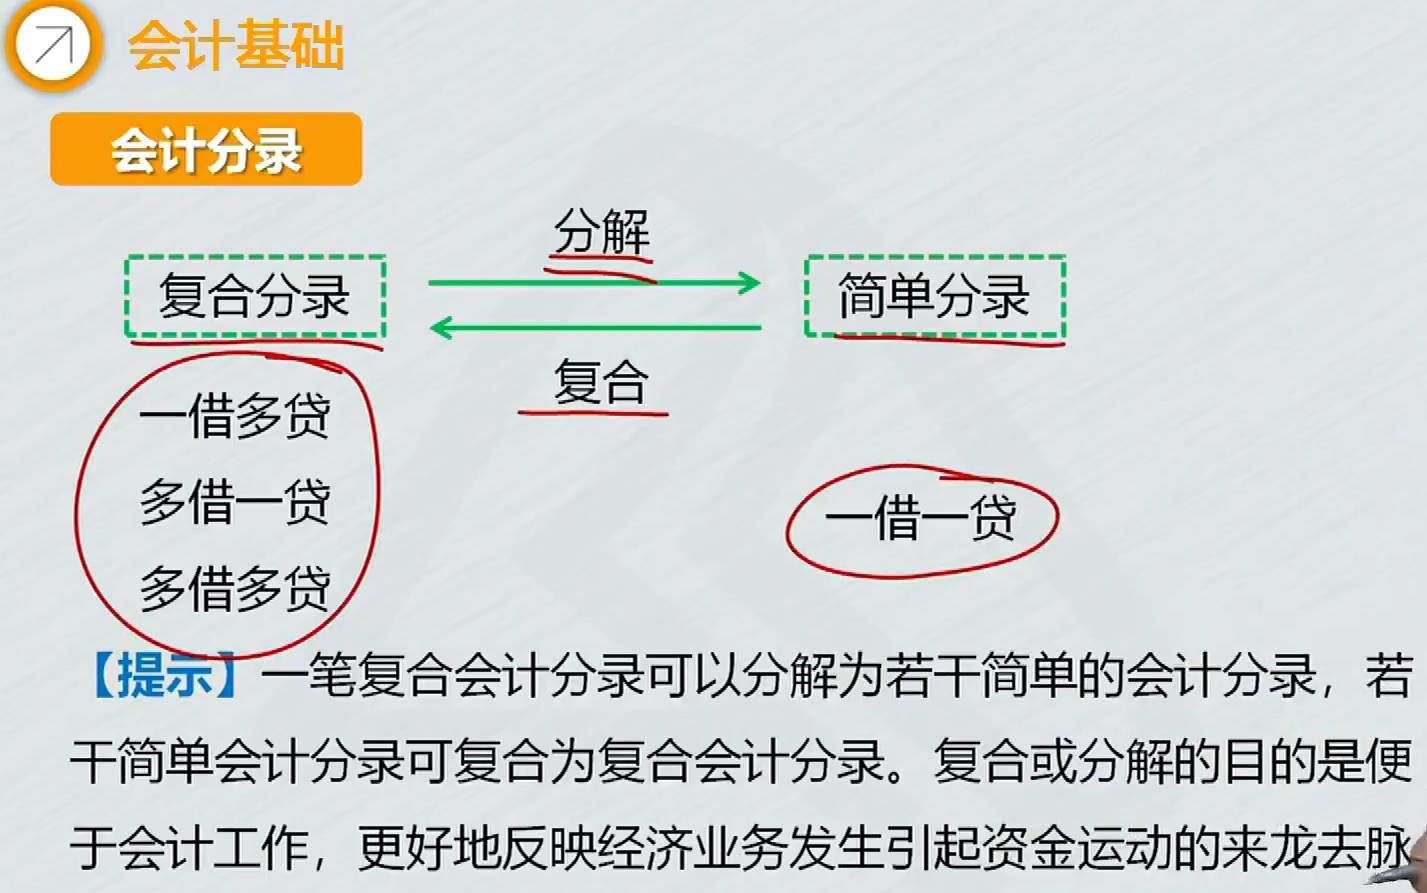 会计基础
会计分录
分解
复合分录
简单分录
复合
一借多贷
多借一贷
一借一贷
多借多贷
【提示】一笔复合会计分录可以分解为若干简单的会计分录，若
干简单会计分录可复合为复合会计分录。复合或分解的目的是便
于会计工作，更好地反映经济业务发生引起资金运动的来龙去脉